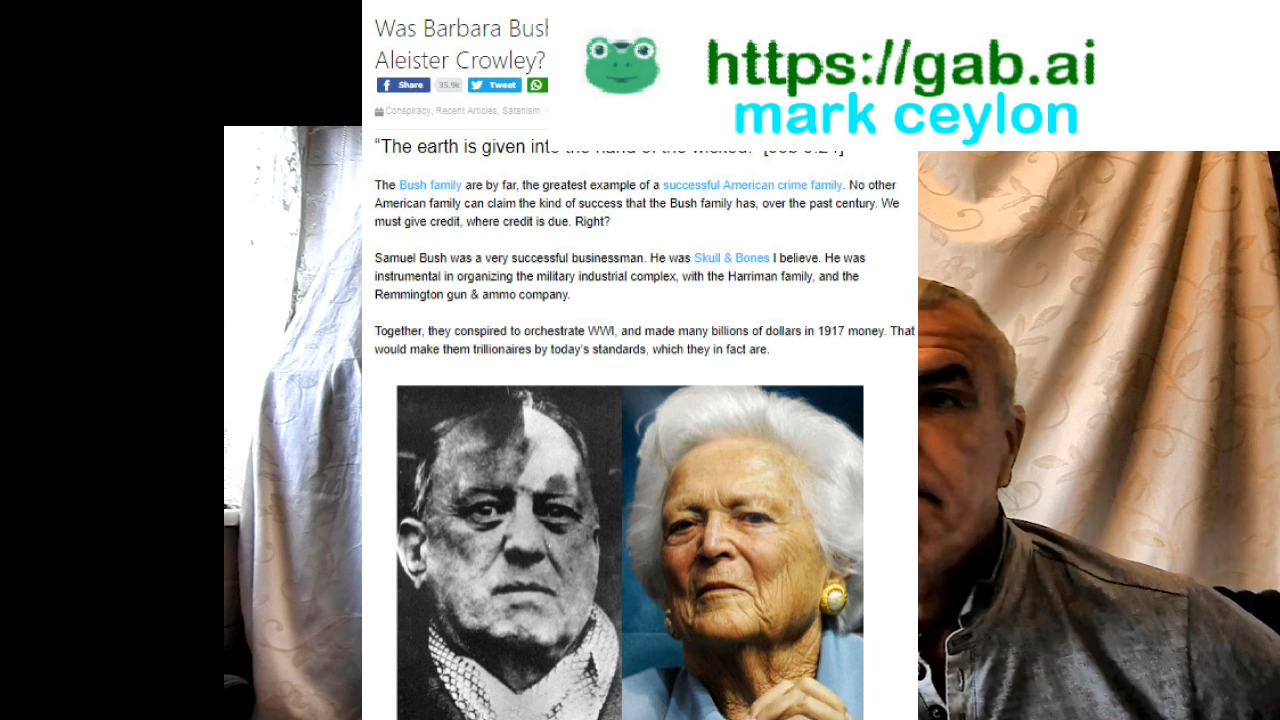 Was Barbara Bush
Aleister Crowley?
Share 35.9k Tweet
Conspiracy, Recent Articles, Satanism
https://gab.ai
mark ceylon
“The earth is given into the hand of the wicked.”
The Bush family are by far, the greatest example of a successful American crime family. No other
American family can claim the kind of success that the Bush family has, over the past century. We
must give credit, where credit is due. Right?
Samuel Bush was a very successful businessman. He was Skull & Bones I believe. He was
instrumental in organizing the military industrial complex, with the Harriman family, and the
Remmington gun & ammo company.
Together, they conspired to orchestrate WWI, and made many billions of dollars in 1917 money. That
would make them trillionaires by today's standards, which they in fact are.